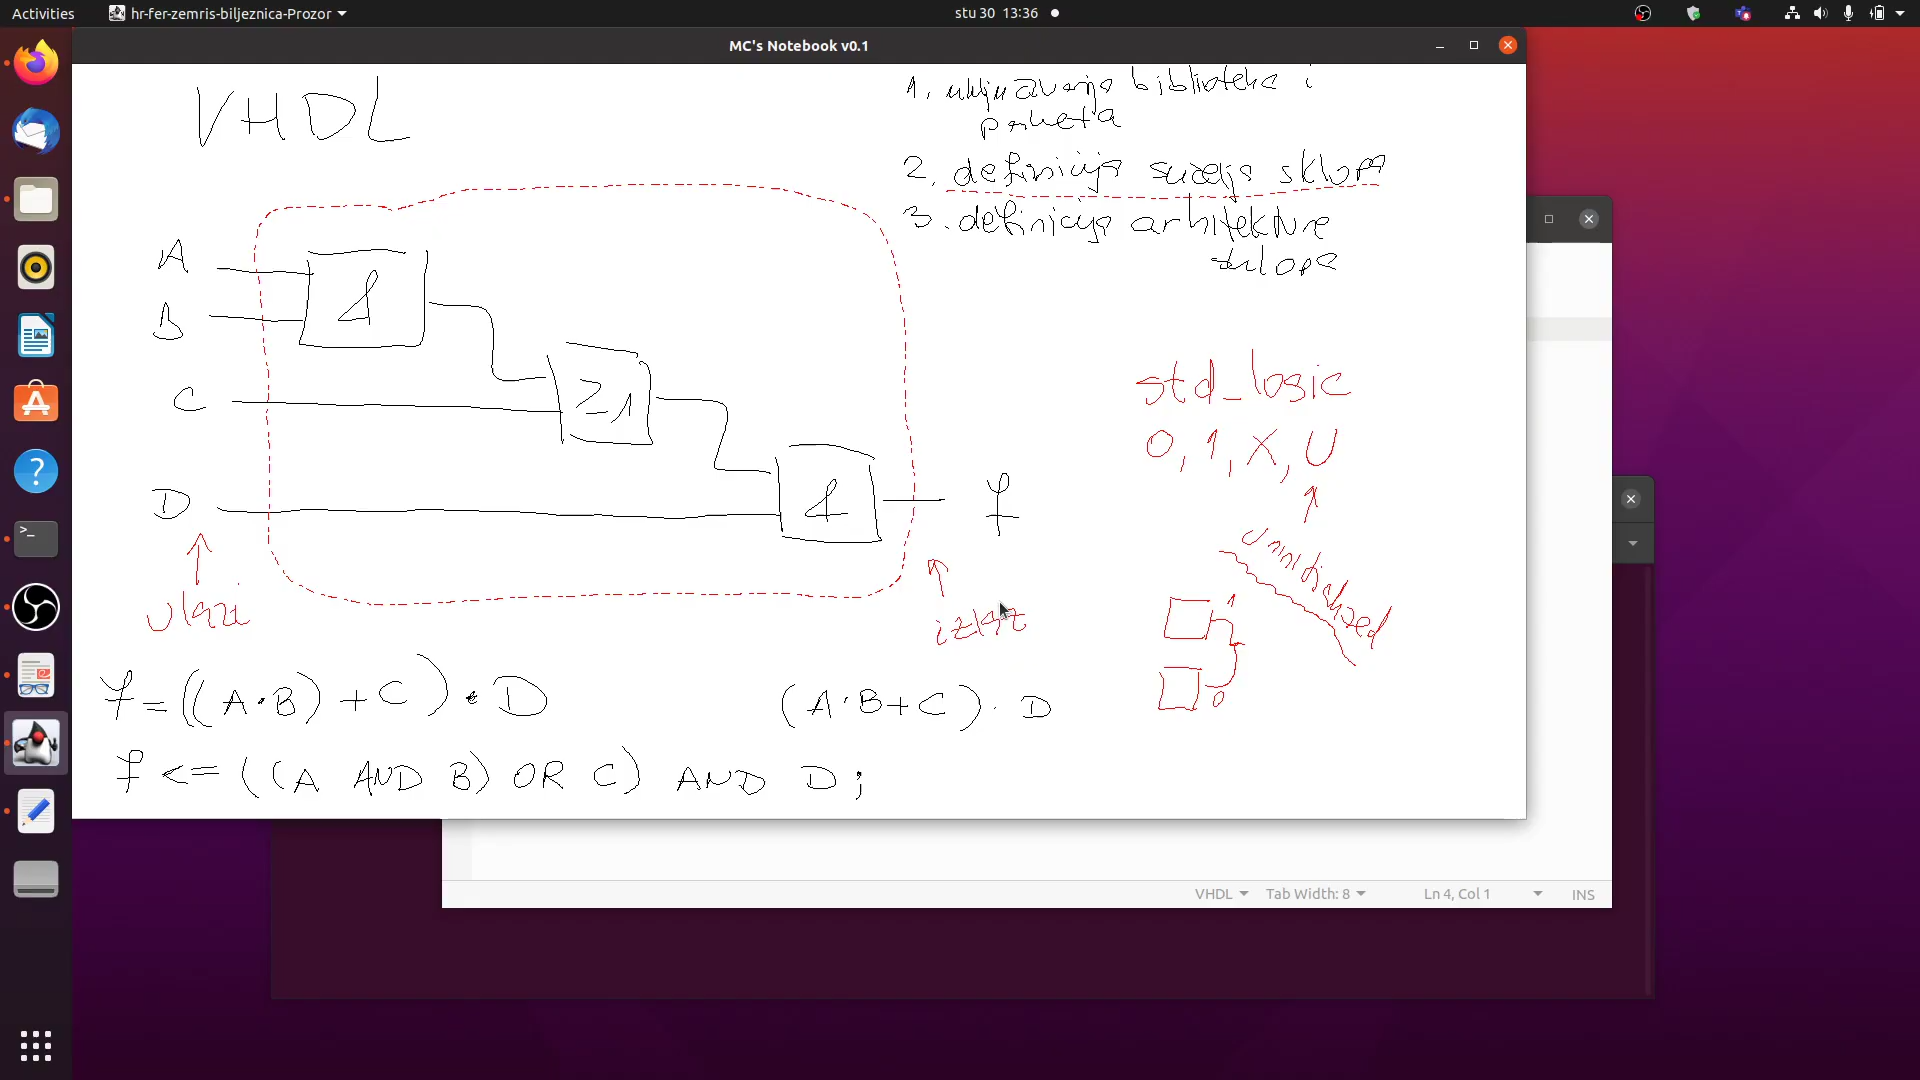 Activities
hr-fer-zemris-biljeznica-Prozor
stu 30 13:36
MC's Notebook v0.1
VHDL
1. uključivanje biblioteka i
paketa
2. definicija sučelja sklopa
3. definicija arhitekture
sklopa
A
B
C
D
&
≥1
&
f
ulazi
izlaz
std_logic
0, 1, X, U
Uninitialized
1
0
f = ((A·B) + C) · D
(A·B+C) · D
f <= ((A AND B) OR C) AND D;
VHDL
Tab Width: 8
Ln 4, Col 1
INS